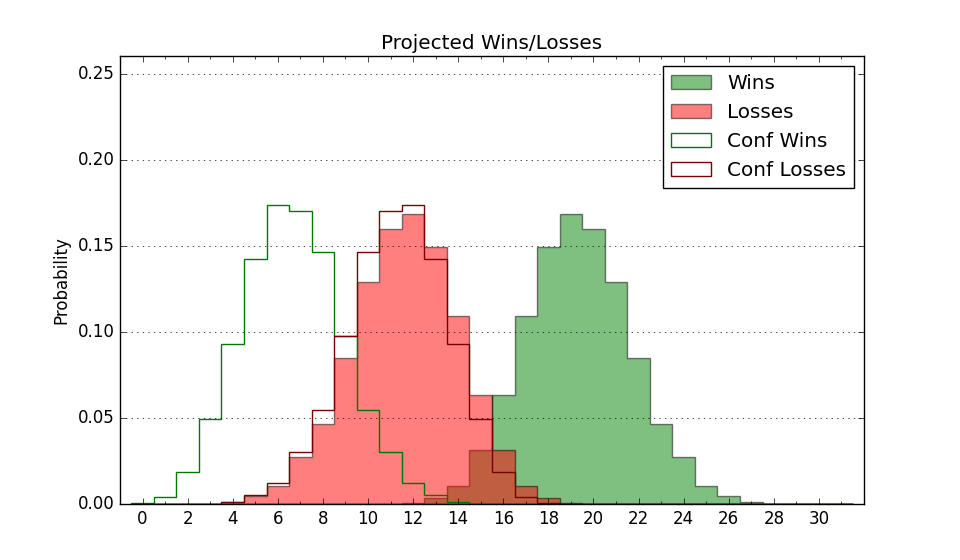 Projected Wins/Losses
Wins
Losses
Conf Wins
Conf Losses
Probability
0.25
0.20
0.15
0.10
0.05
0.00
0 2 4 6 8 10 12 14 16 18 20 22 24 26 28 30